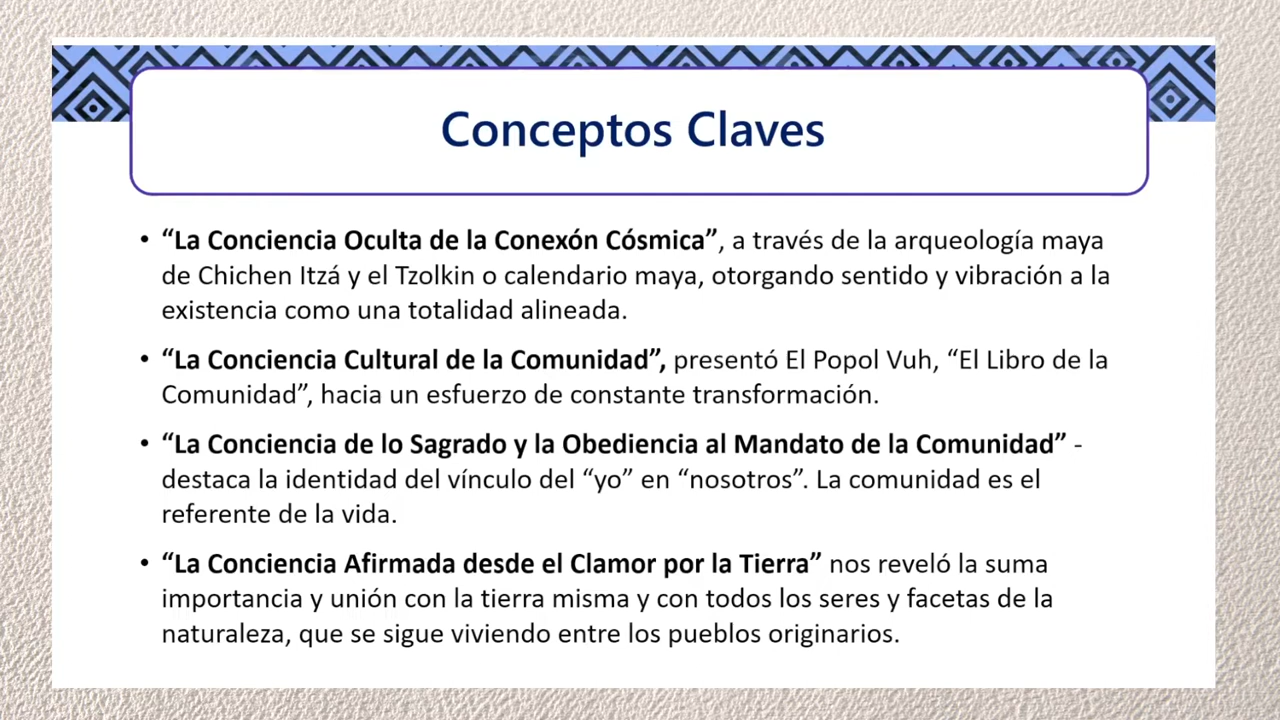 Conceptos Claves
• “La Conciencia Oculta de la Conexón Cósmica”, a través de la arqueología maya
de Chichen Itzá y el Tzolkin o calendario maya, otorgando sentido y vibración a la
existencia como una totalidad alineada.
• “La Conciencia Cultural de la Comunidad”, presentó El Popol Vuh, “El Libro de la
Comunidad”, hacia un esfuerzo de constante transformación.
• “La Conciencia de lo Sagrado y la Obediencia al Mandato de la Comunidad” -
destaca la identidad del vínculo del “yo” en “nosotros”. La comunidad es el
referente de la vida.
• “La Conciencia Afirmada desde el Clamor por la Tierra” nos reveló la suma
importancia y unión con la tierra misma y con todos los seres y facetas de la
naturaleza, que se sigue viviendo entre los pueblos originarios.